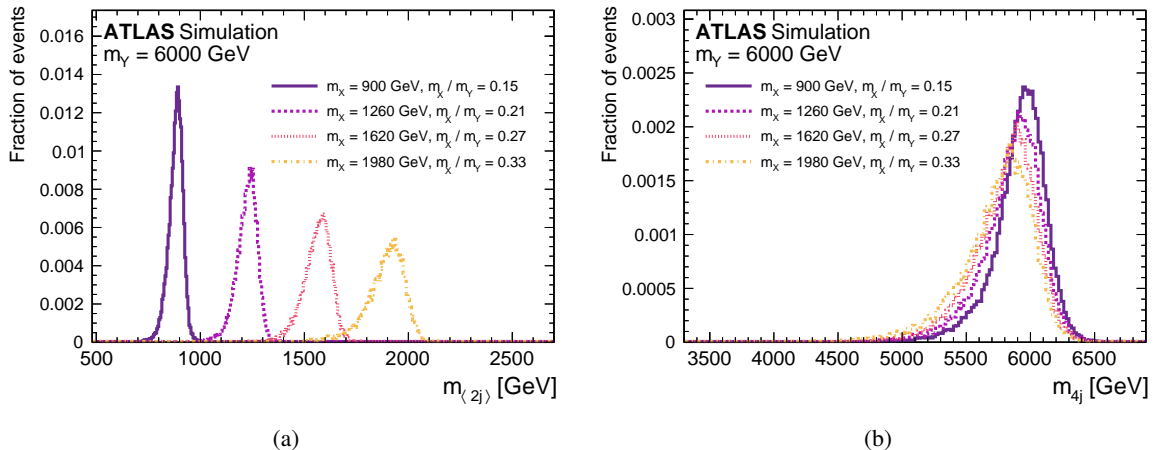 Fraction of events
0.016
0.014
0.012
0.01
0.008
0.006
0.004
0.002
0
ATLAS Simulation
m_Y = 6000 GeV
m_X = 900 GeV, m_X / m_Y = 0.15
m_X = 1260 GeV, m_X / m_Y = 0.21
m_X = 1620 GeV, m_X / m_Y = 0.27
m_X = 1980 GeV, m_X / m_Y = 0.33
500 1000 1500 2000 2500
m_⟨2j⟩ [GeV]
(a)
Fraction of events
0.003
0.0025
0.002
0.0015
0.001
0.0005
0
ATLAS Simulation
m_Y = 6000 GeV
m_X = 900 GeV, m_X / m_Y = 0.15
m_X = 1260 GeV, m_X / m_Y = 0.21
m_X = 1620 GeV, m_X / m_Y = 0.27
m_X = 1980 GeV, m_X / m_Y = 0.33
3500 4000 4500 5000 5500 6000 6500
m_4j [GeV]
(b)